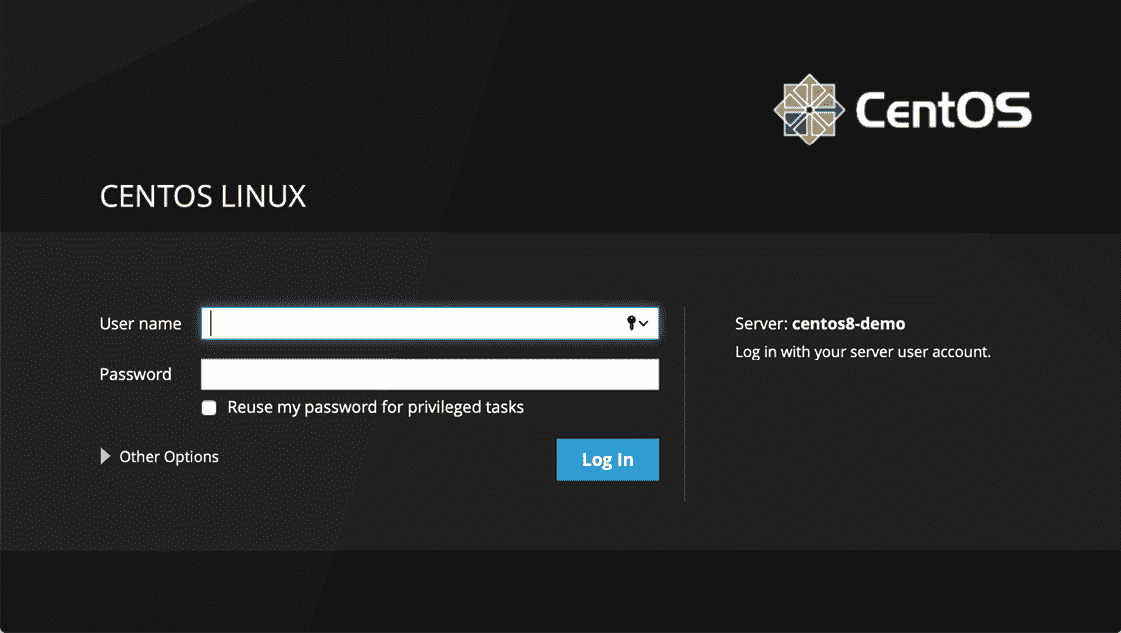 CentOS
CENTOS LINUX
User name
Server: centos8-demo
Log in with your server user account.
Password
Reuse my password for privileged tasks
Other Options
Log In